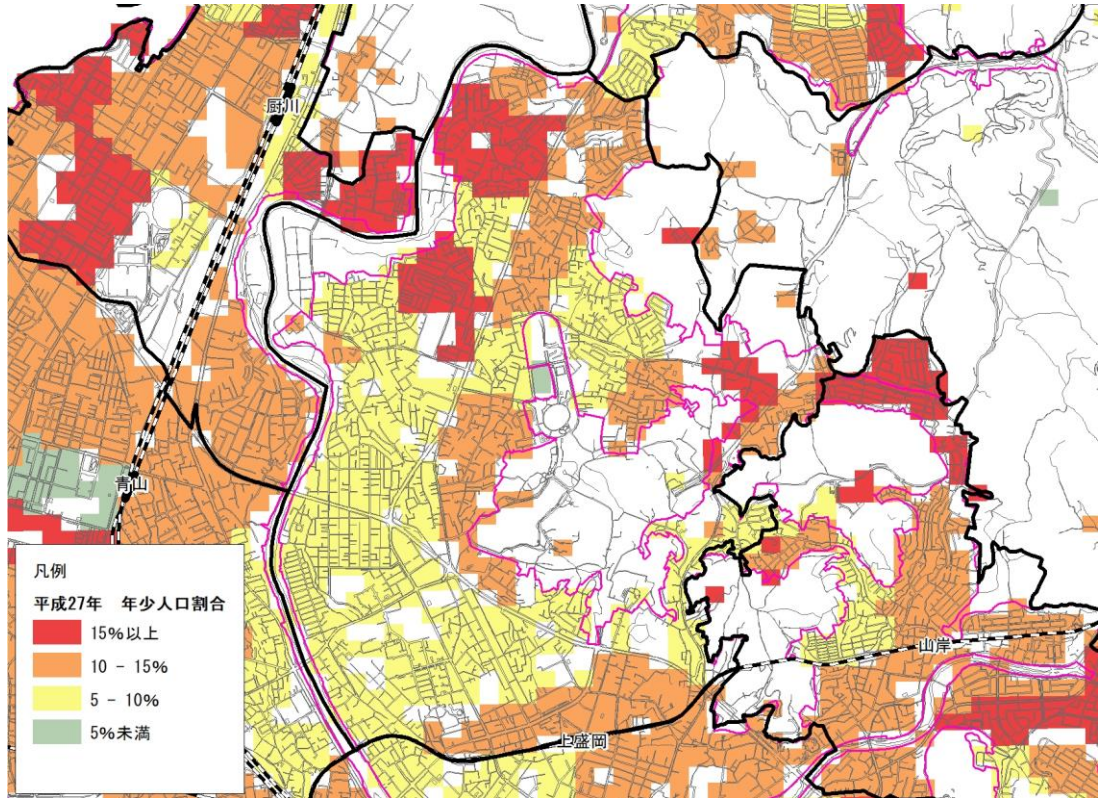 厨川
青山
山岸
上盛岡
凡例
平成27年 年少人口割合
15%以上
10 - 15%
5 - 10%
5%未満